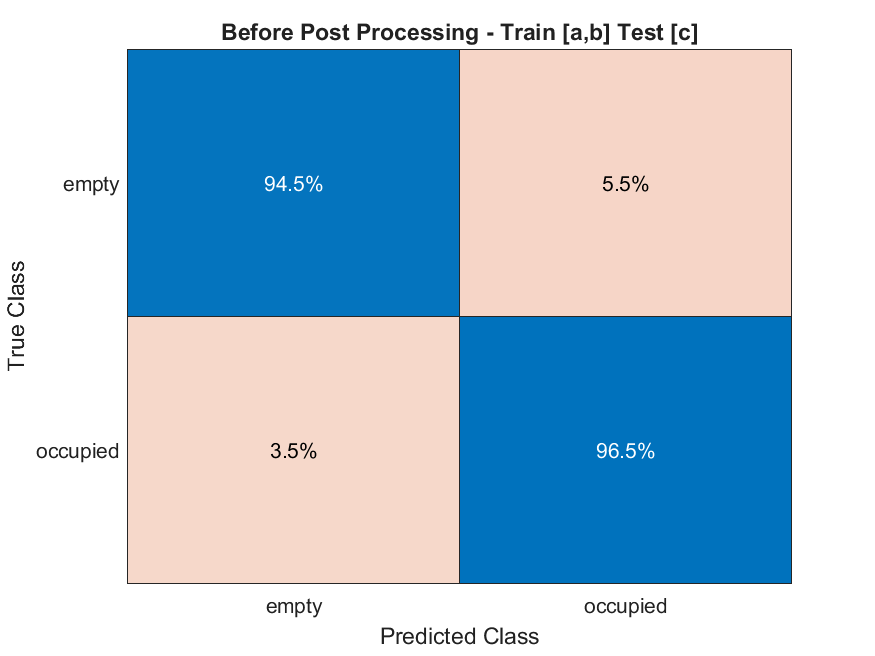 Before Post Processing - Train [a,b] Test [c]
True Class
empty
94.5%
5.5%
occupied
3.5%
96.5%
empty
occupied
Predicted Class